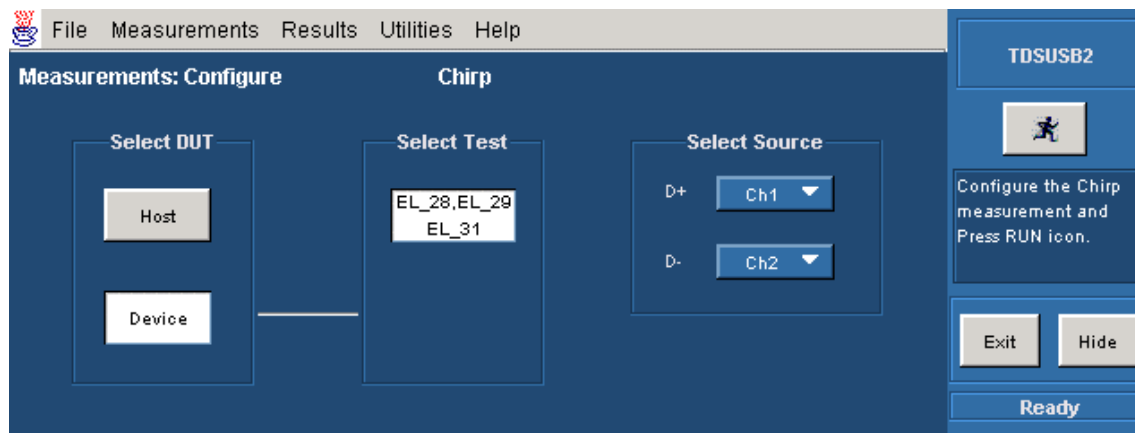 File Measurements Results Utilities Help
TDSUSB2
Measurements: Configure Chirp
Select DUT
Host
Device
Select Test
EL_28,EL_29
EL_31
Select Source
D+ Ch1
D- Ch2
Configure the Chirp
measurement and
Press RUN icon.
Exit Hide
Ready